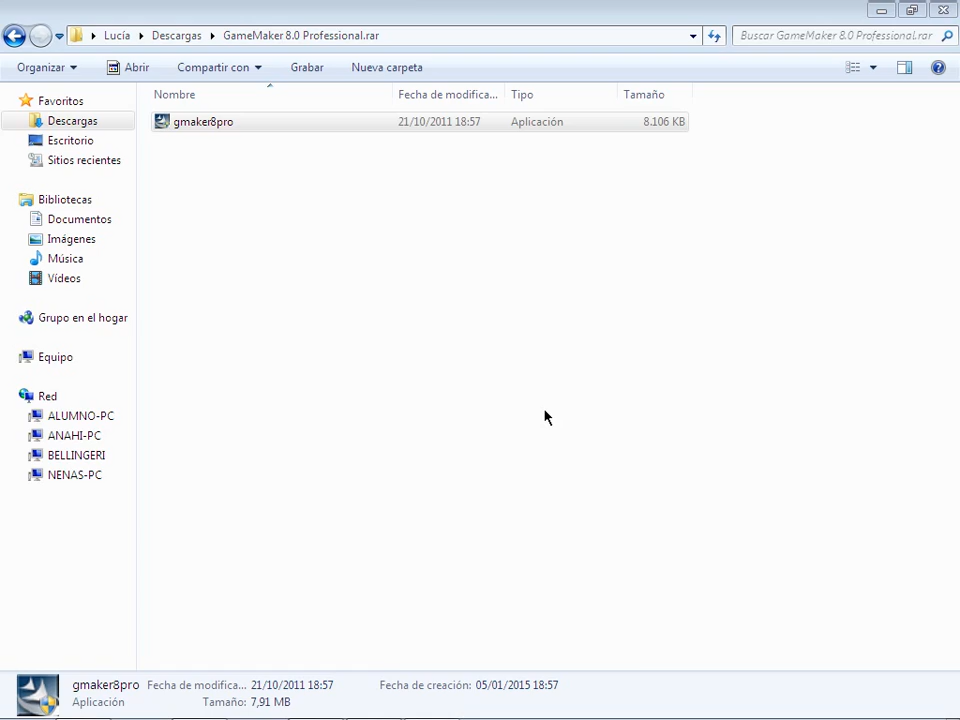 Lucía Descargas GameMaker 8.0 Professional.rar Buscar GameMaker 8.0 Professional.rar
Organizar Abrir Compartir con Grabar Nueva carpeta
Nombre Fecha de modifica... Tipo Tamaño
gmaker8pro 21/10/2011 18:57 Aplicación 8.106 KB
Favoritos
Descargas
Escritorio
Sitios recientes
Bibliotecas
Documentos
Imágenes
Música
Vídeos
Grupo en el hogar
Equipo
Red
ALUMNO-PC
ANAHI-PC
BELLINGERI
NENAS-PC
gmaker8pro Fecha de modifica... 21/10/2011 18:57 Fecha de creación: 05/01/2015 18:57
Aplicación Tamaño: 7,91 MB